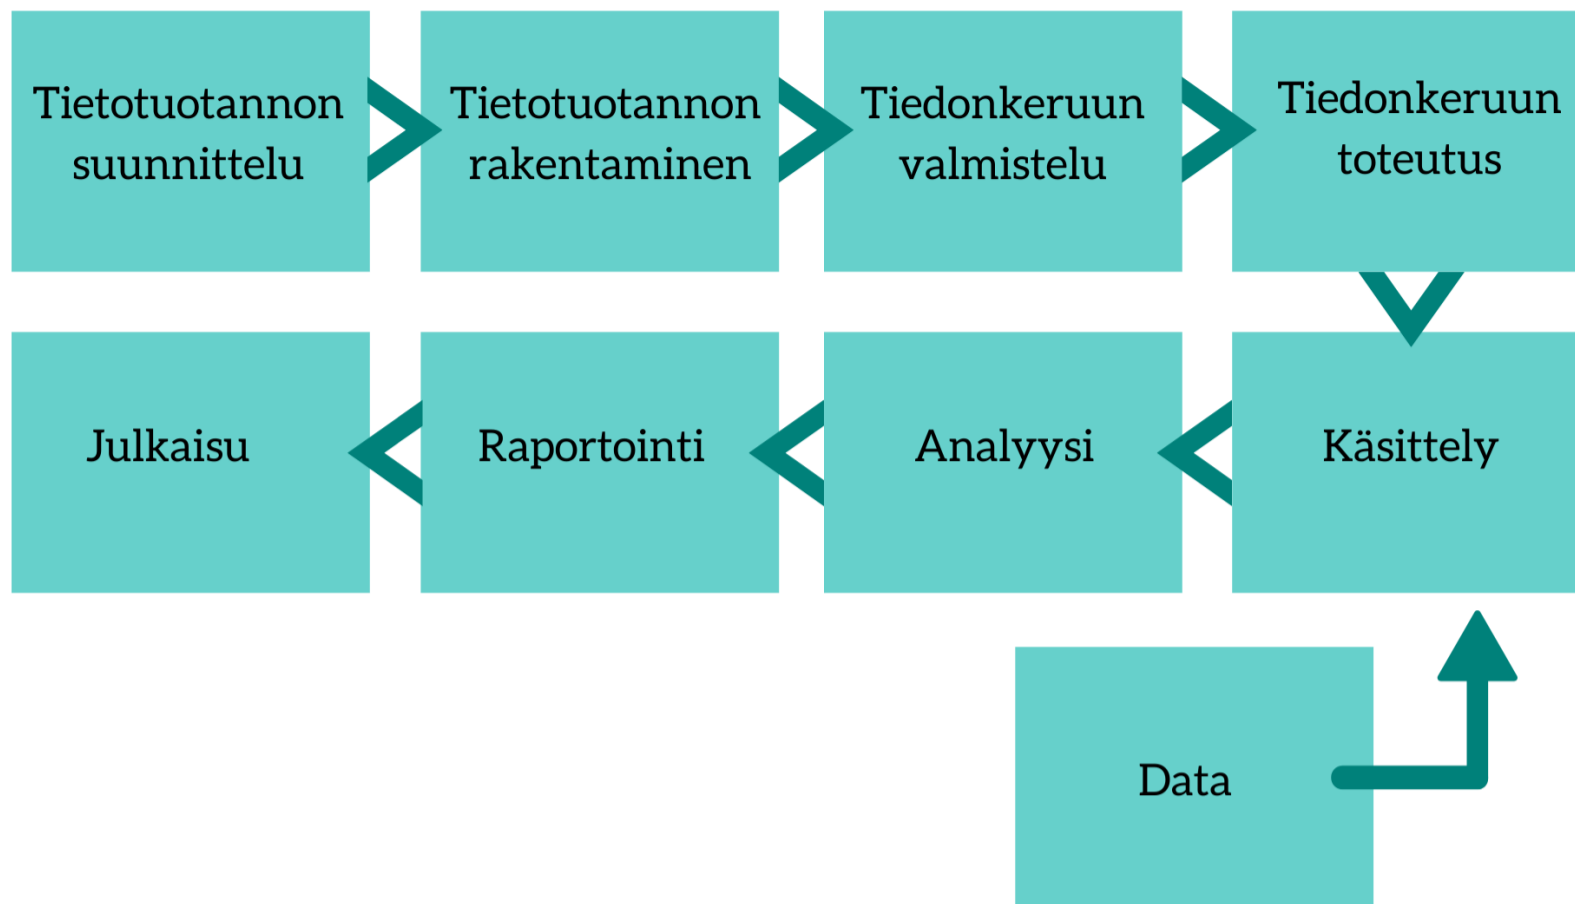 Tietotuotannon
suunnittelu
Tietotuotannon
rakentaminen
Tiedonkeruun
valmistelu
Tiedonkeruun
toteutus
Julkaisu
Raportointi
Analyysi
Käsittely
Data